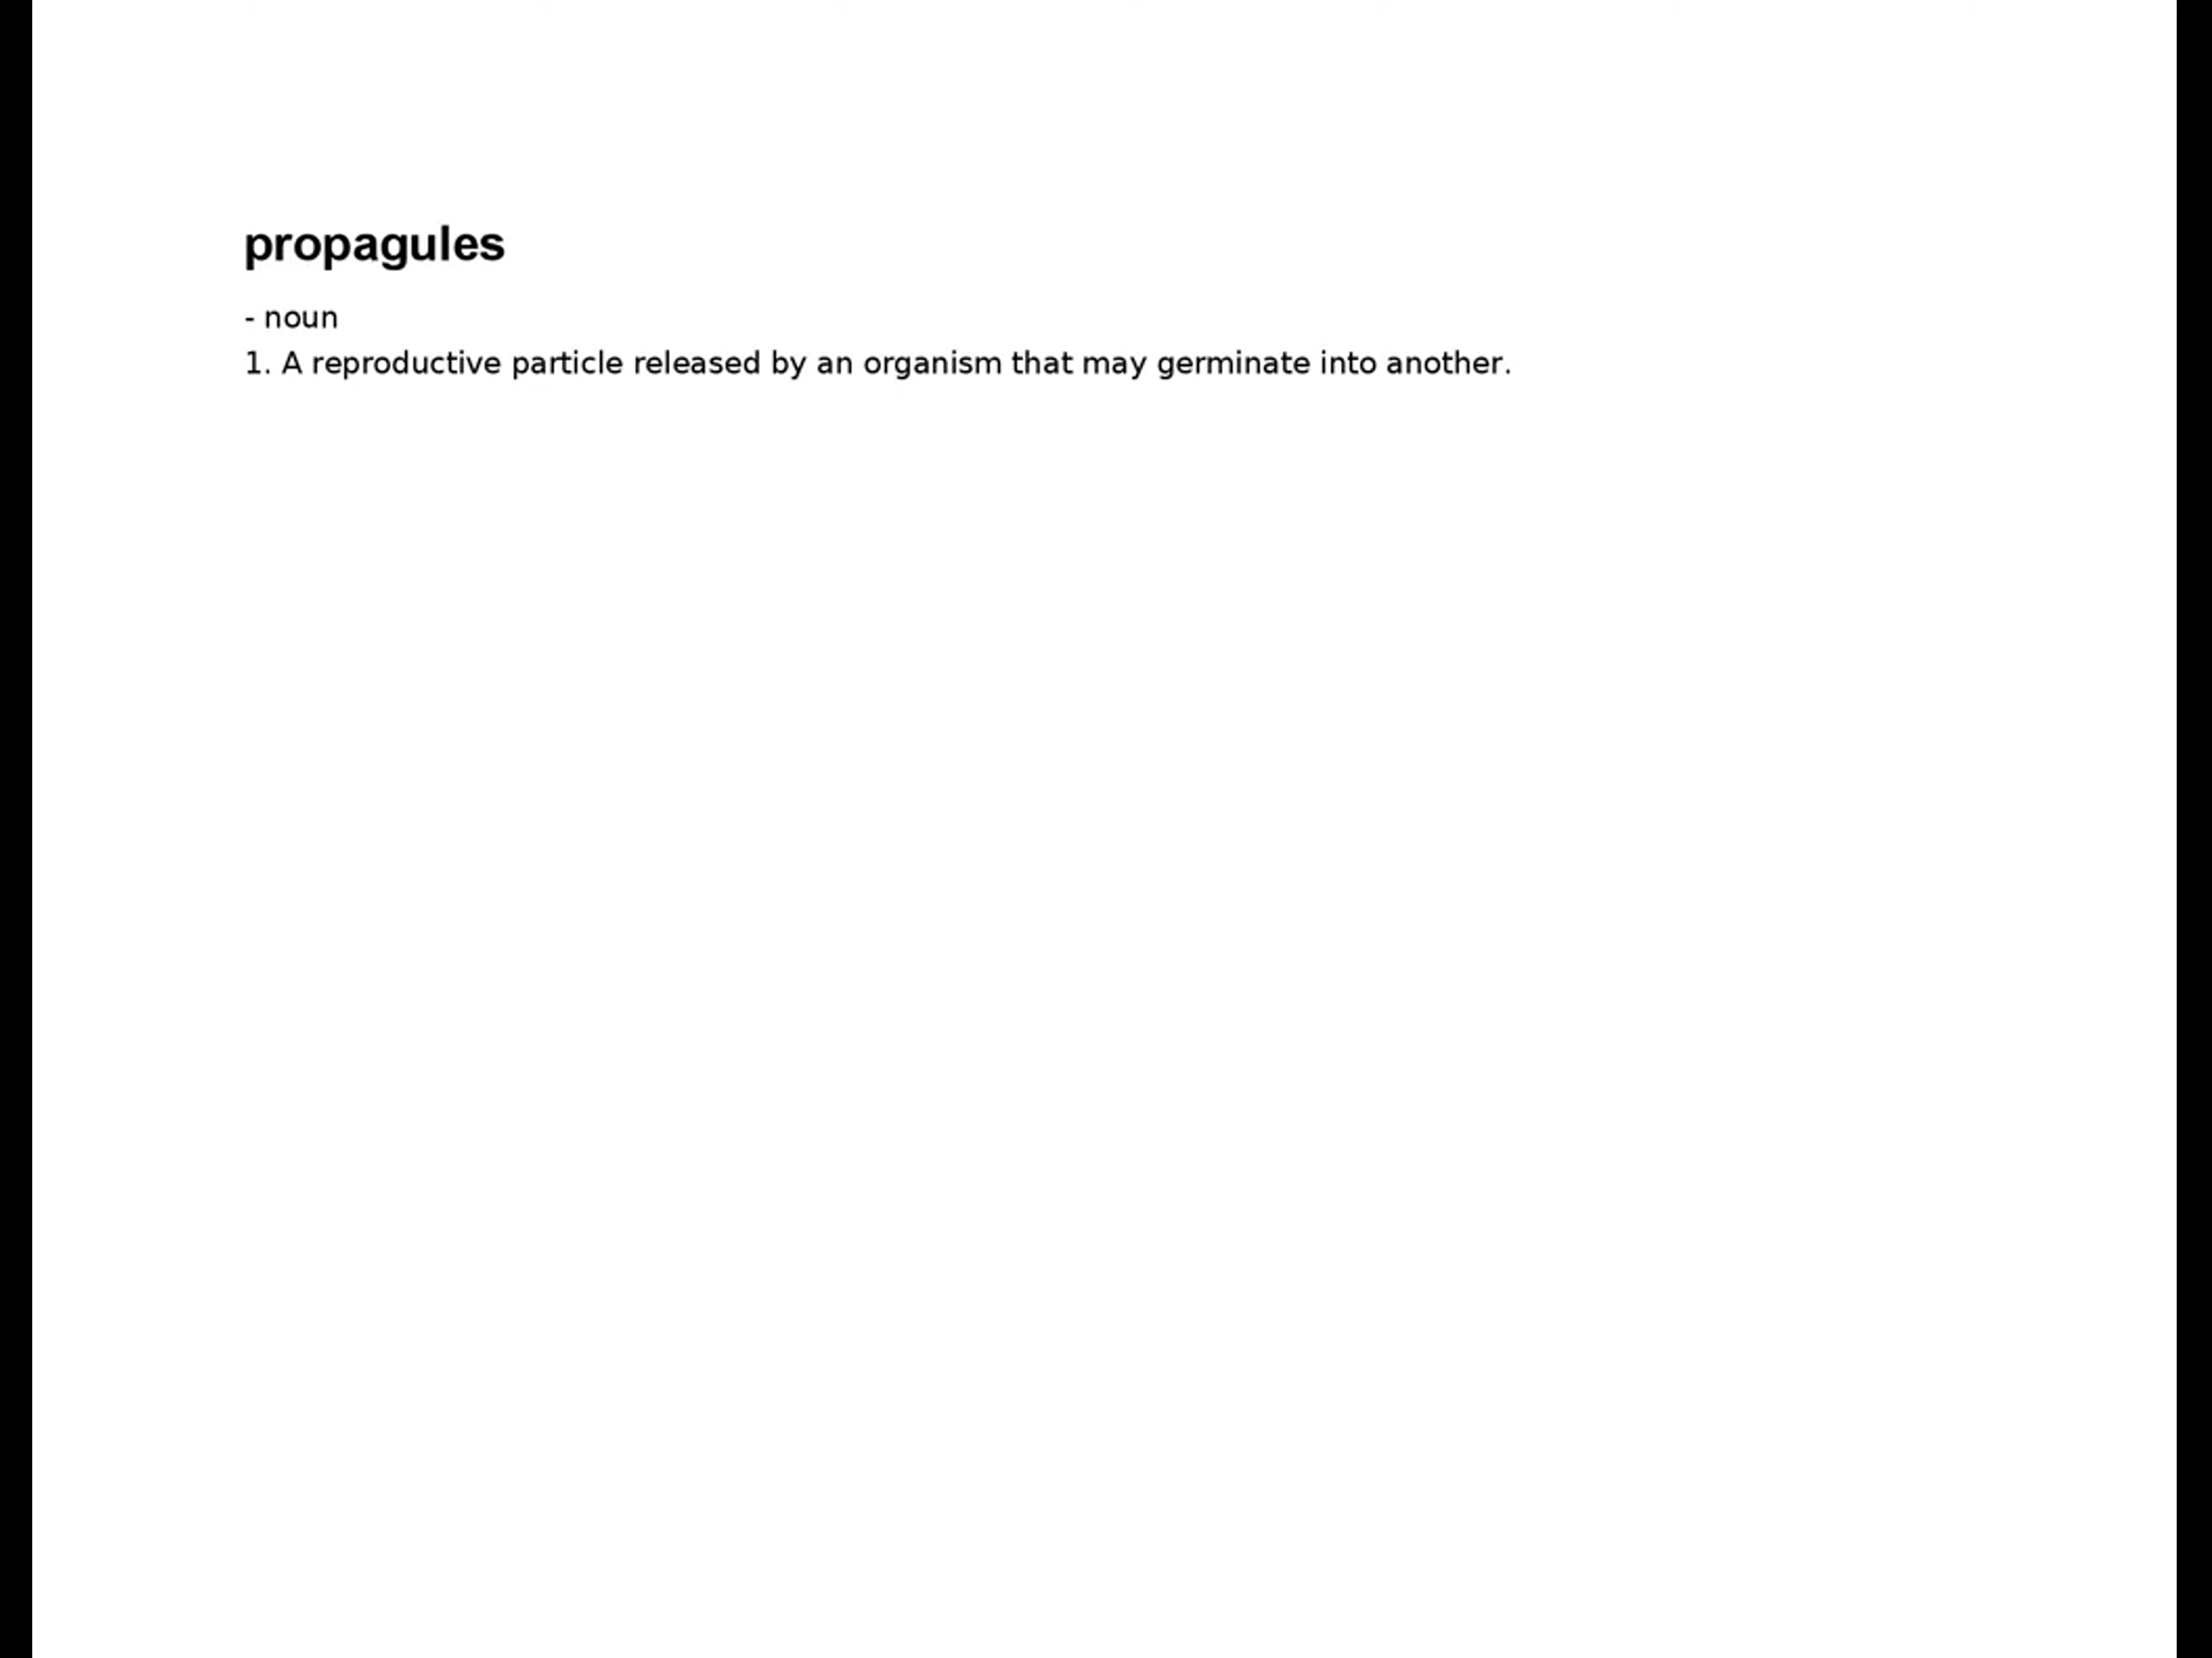 propagules
- noun
1. A reproductive particle released by an organism that may germinate into another.